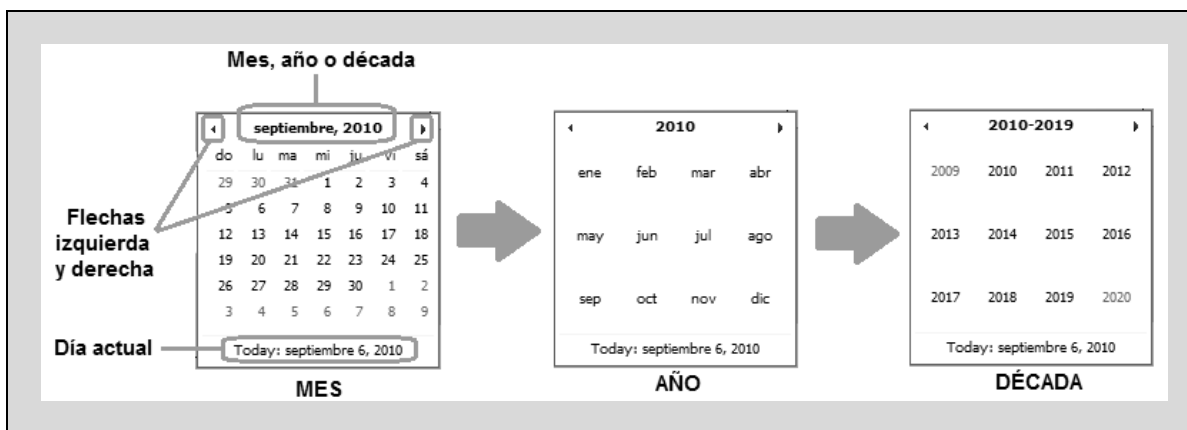 Mes, año o década
septiembre, 2010
do lu ma mi ju vi sá
29 30 31 1 2 3 4
5 6 7 8 9 10 11
12 13 14 15 16 17 18
19 20 21 22 23 24 25
26 27 28 29 30 1 2
3 4 5 6 7 8 9
Today: septiembre 6, 2010
MES
Flechas
izquierda
y derecha
Día actual
2010
ene feb mar abr
may jun jul ago
sep oct nov dic
Today: septiembre 6, 2010
AÑO
2010-2019
2009 2010 2011 2012
2013 2014 2015 2016
2017 2018 2019 2020
Today: septiembre 6, 2010
DÉCADA